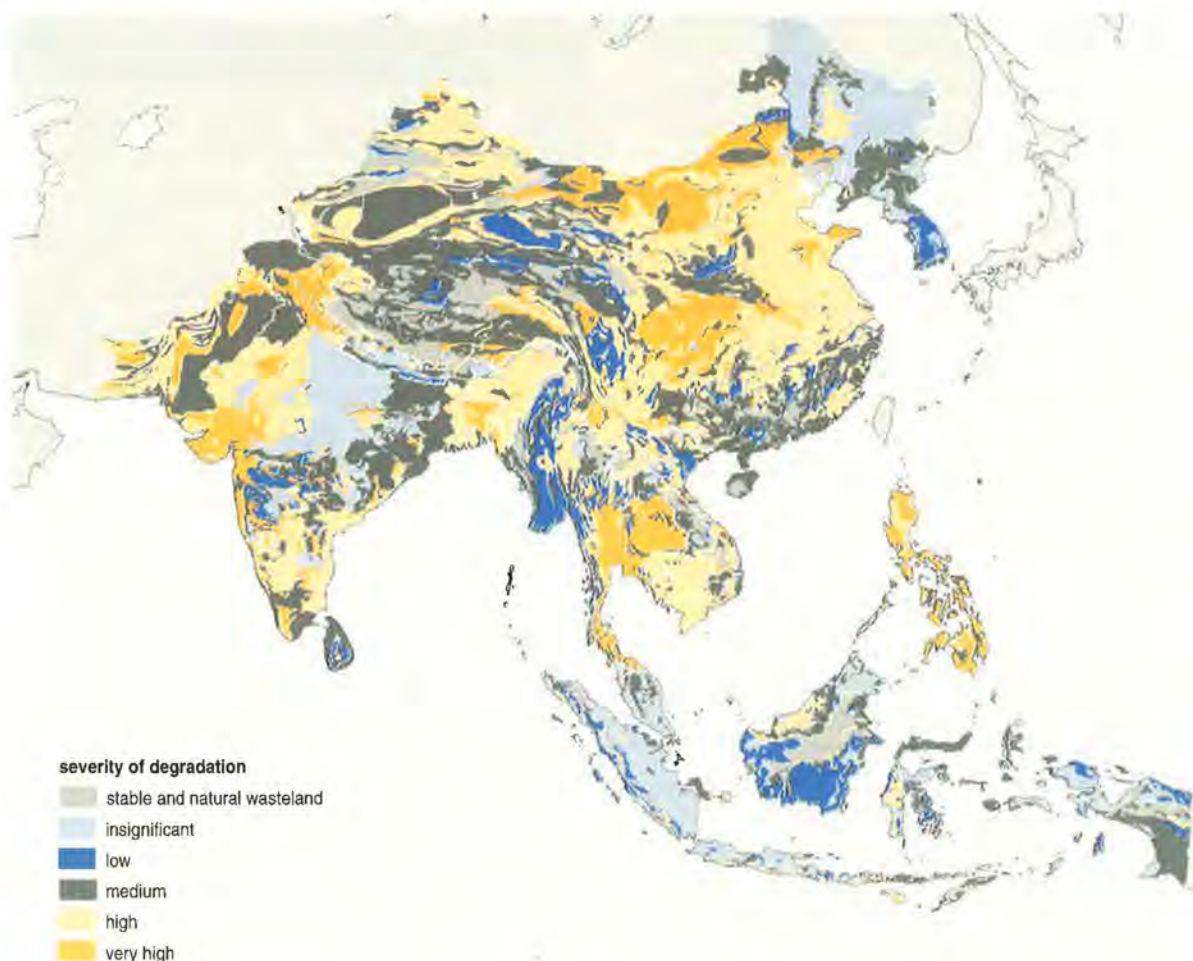 severity of degradation
stable and natural wasteland
insignificant
low
medium
high
very high